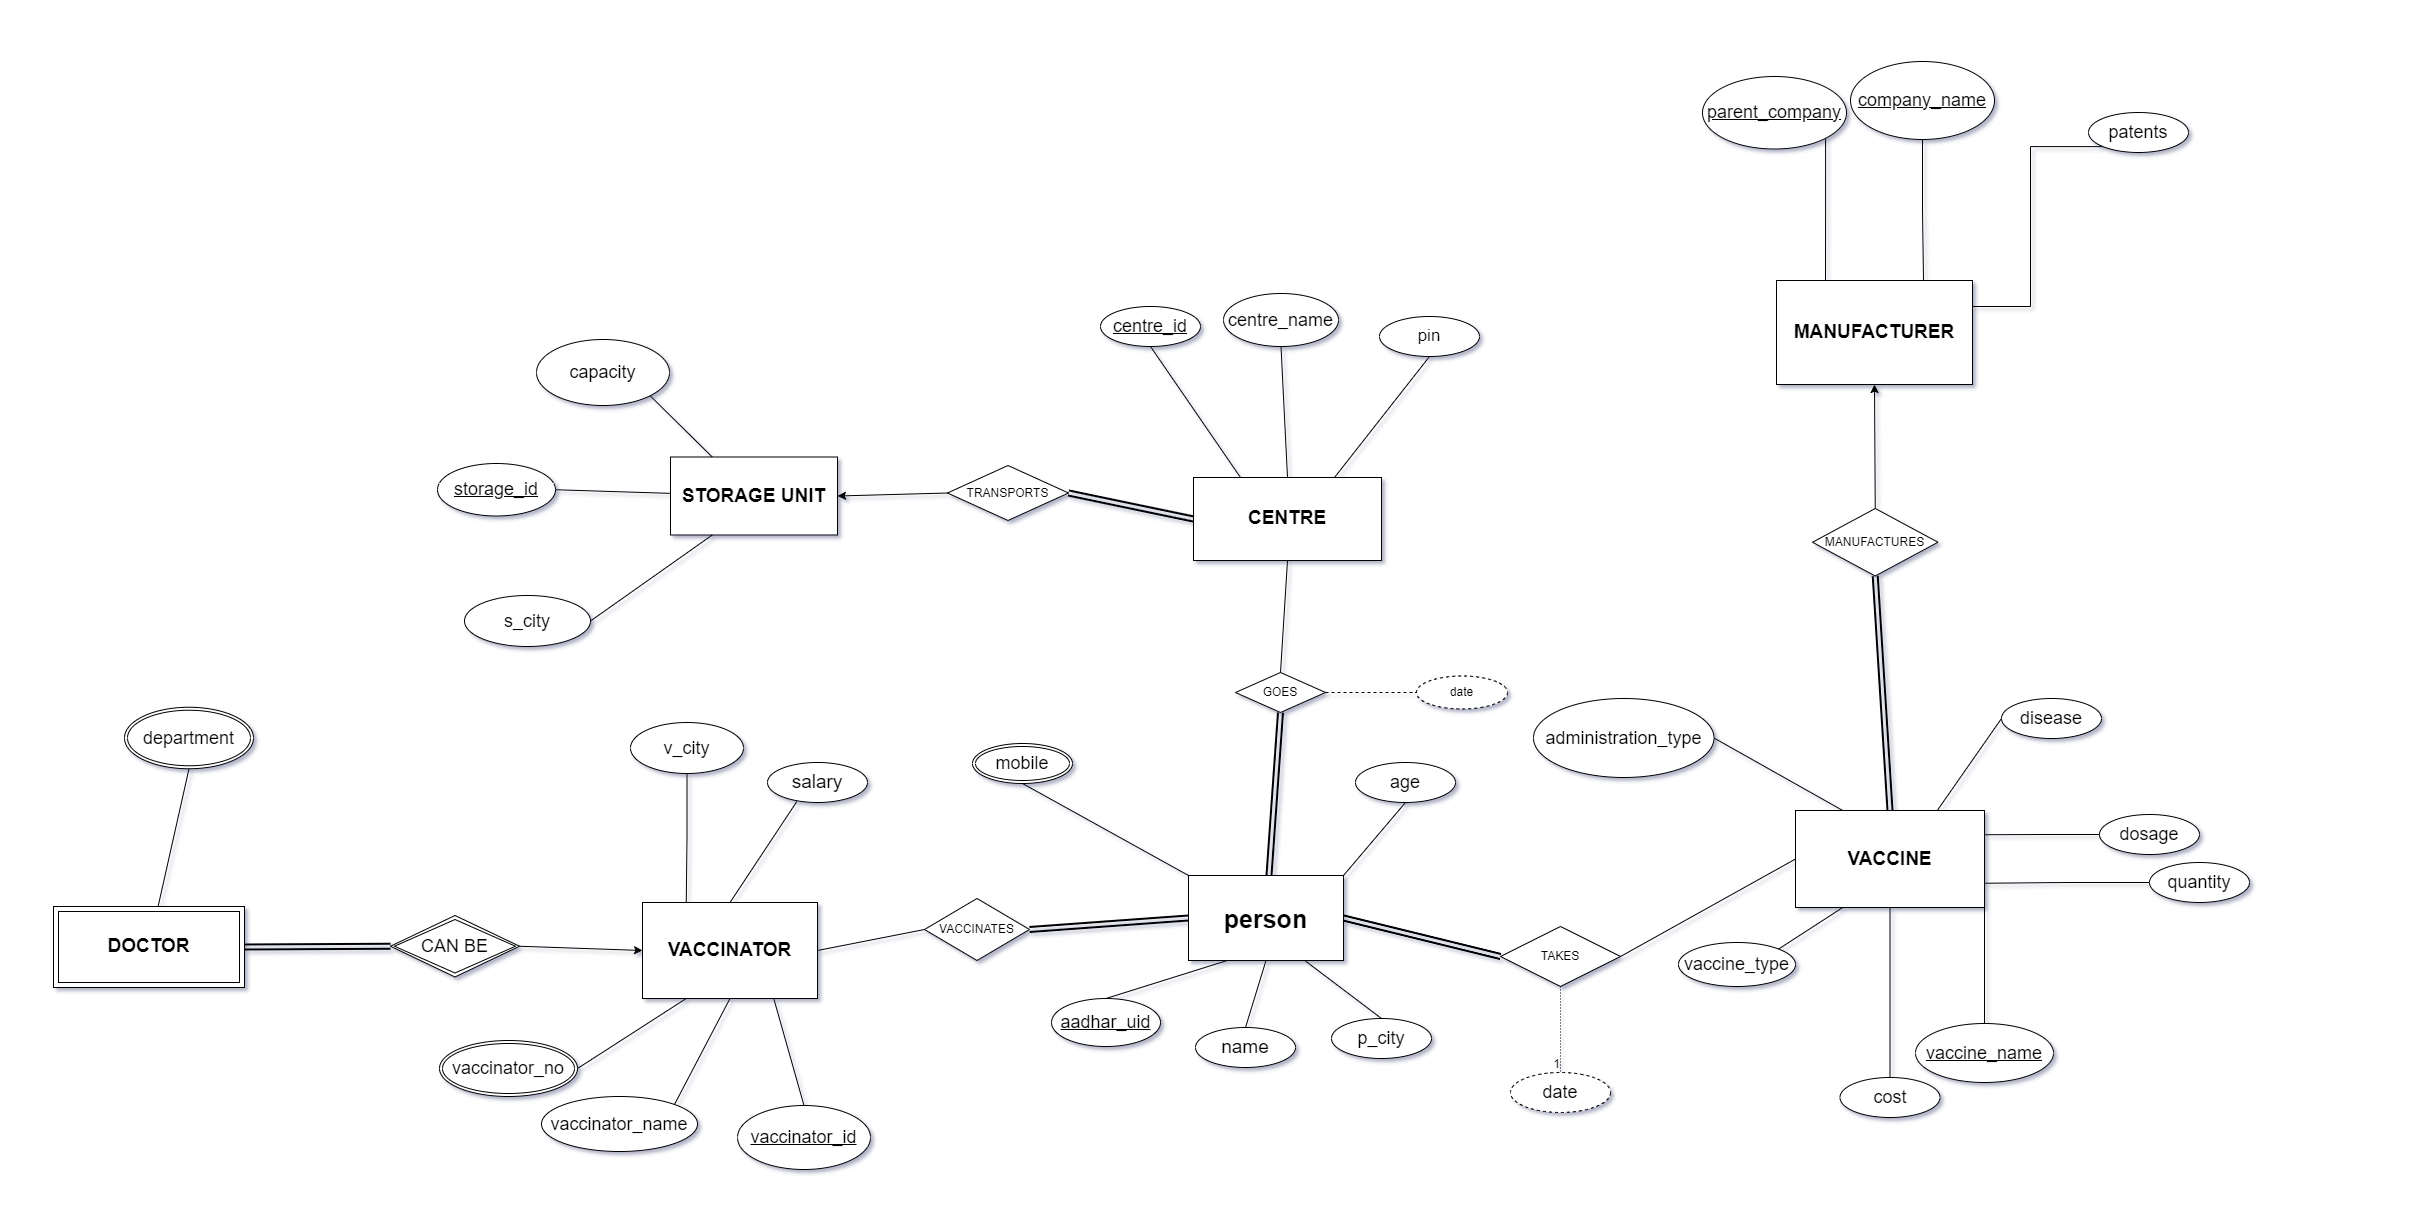 parent_company
company_name
patents
MANUFACTURER
centre_id
centre_name
pin
capacity
storage_id
STORAGE UNIT
TRANSPORTS
CENTRE
MANUFACTURES
s_city
GOES
date
department
v_city
salary
mobile
age
administration_type
disease
dosage
VACCINE
quantity
DOCTOR
CAN BE
VACCINATOR
VACCINATES
person
TAKES
vaccine_type
aadhar_uid
name
p_city
1
date
vaccine_name
cost
vaccinator_no
vaccinator_name
vaccinator_id